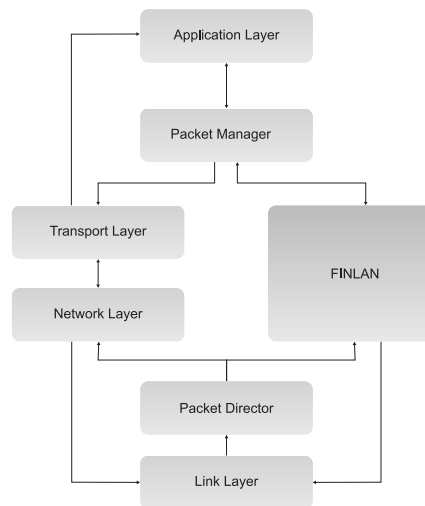 Application Layer
Packet Manager
Transport Layer
FINLAN
Network Layer
Packet Director
Link Layer